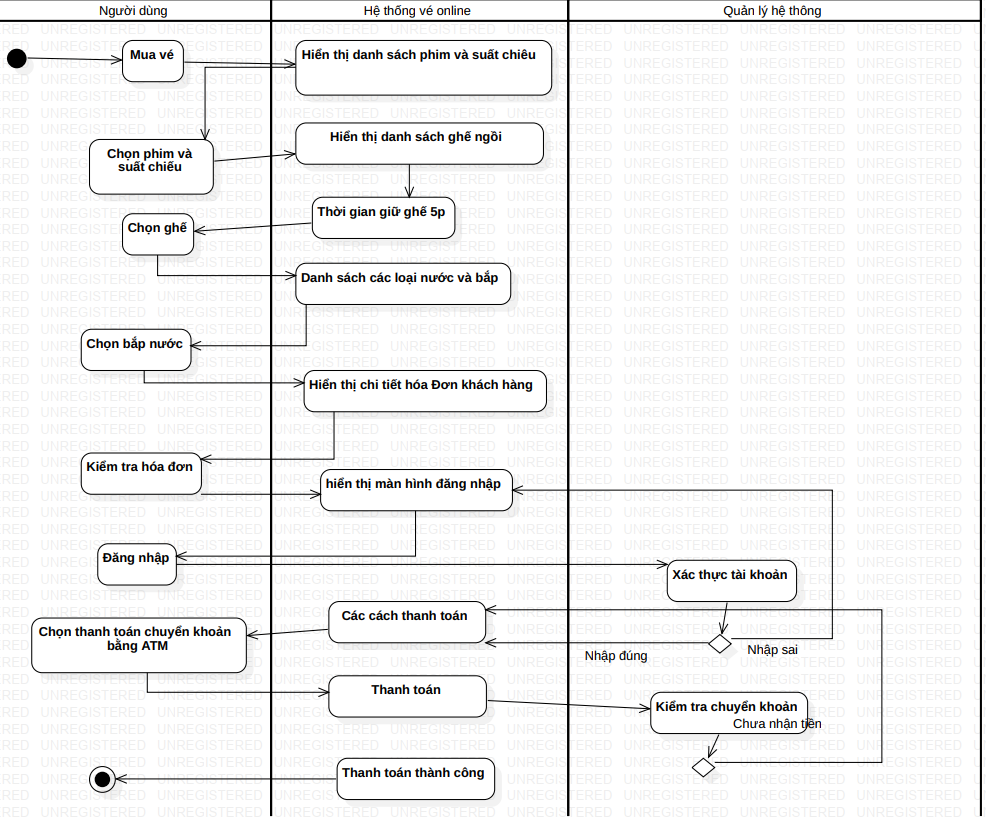 Người dùng
Hệ thống vé online
Quản lý hệ thông
Mua vé
Hiển thị danh sách phim và suất chiêu
Hiển thị danh sách ghế ngồi
Chọn phim và
suất chiếu
Thời gian giữ ghế 5p
Chọn ghế
Danh sách các loại nước và bắp
Chọn bắp nước
Hiển thị chi tiết hóa Đơn khách hàng
Kiểm tra hóa đơn
hiển thị màn hình đăng nhập
Đăng nhập
Xác thực tài khoản
Các cách thanh toán
Chọn thanh toán chuyển khoản
bằng ATM
Nhập đúng
Nhập sai
Thanh toán
Kiểm tra chuyển khoản
Chưa nhận tiền
Thanh toán thành công
UNREGISTERED